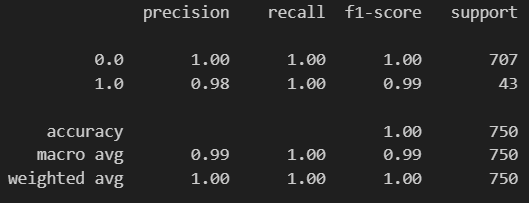 precision recall f1-score support
0.0 1.00 1.00 1.00 707
1.0 0.98 1.00 0.99 43
accuracy 1.00 750
macro avg 0.99 1.00 0.99 750
weighted avg 1.00 1.00 1.00 750